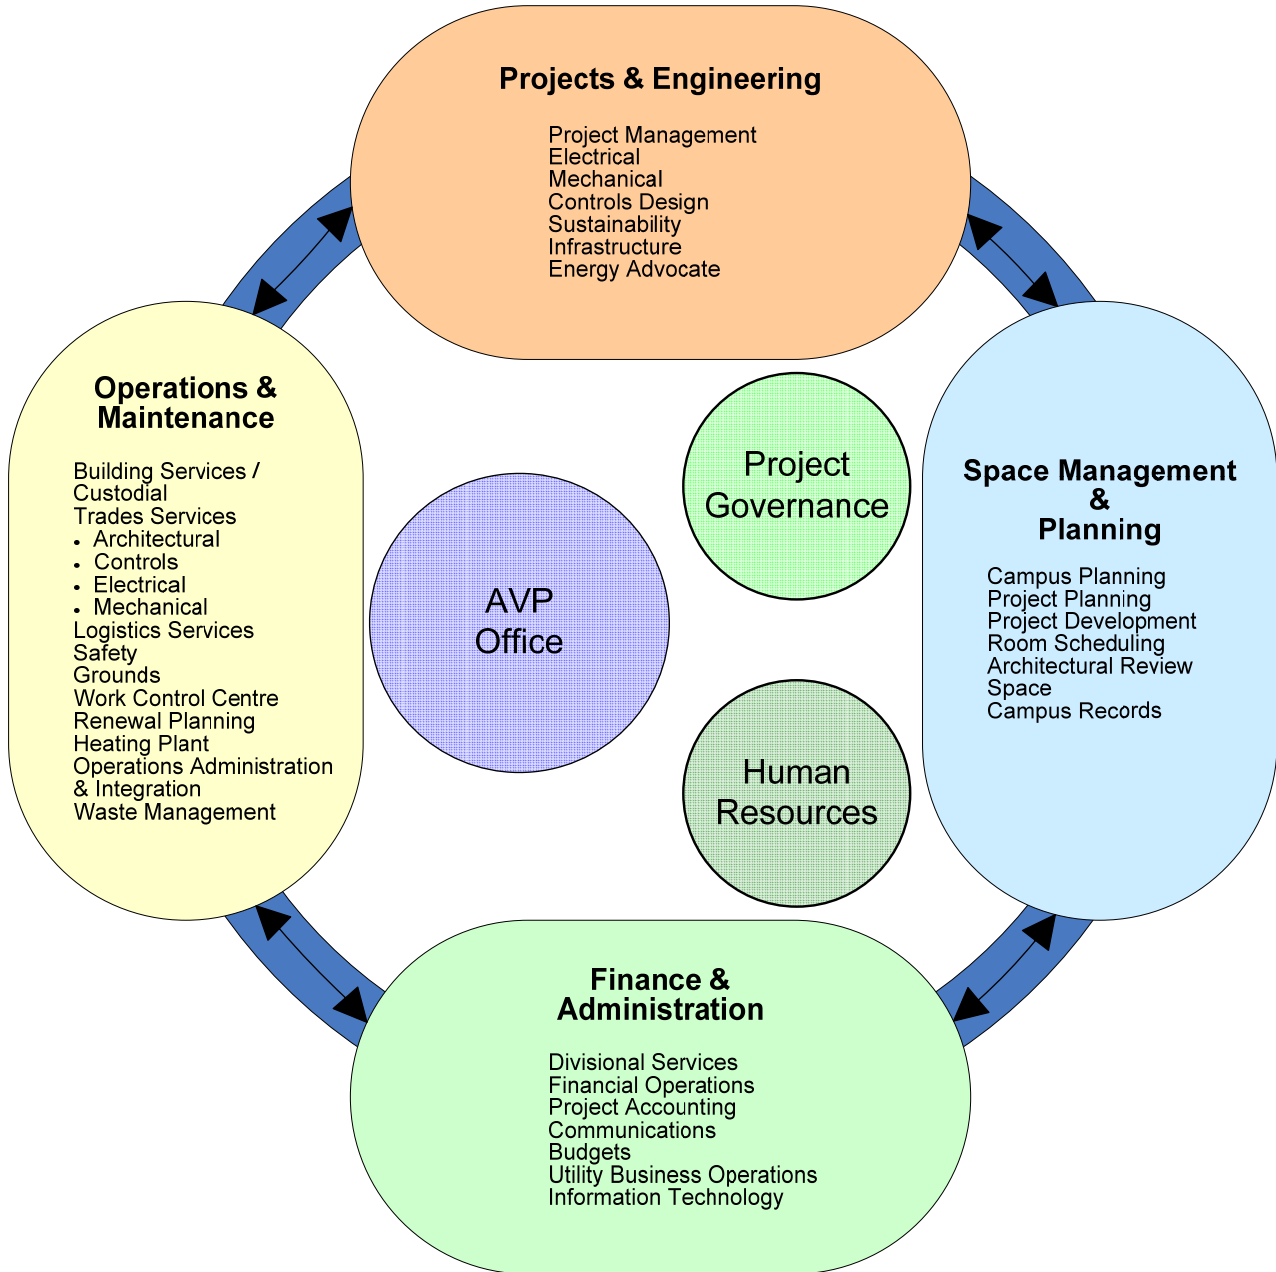 Projects & Engineering
Project Management
Electrical
Mechanical
Controls Design
Sustainability
Infrastructure
Energy Advocate
Operations &
Maintenance
Building Services /
Custodial
Trades Services
• Architectural
• Controls
• Electrical
• Mechanical
Logistics Services
Safety
Grounds
Work Control Centre
Renewal Planning
Heating Plant
Operations Administration
& Integration
Waste Management
AVP
Office
Project
Governance
Human
Resources
Space Management
&
Planning
Campus Planning
Project Planning
Project Development
Room Scheduling
Architectural Review
Space
Campus Records
Finance &
Administration
Divisional Services
Financial Operations
Project Accounting
Communications
Budgets
Utility Business Operations
Information Technology